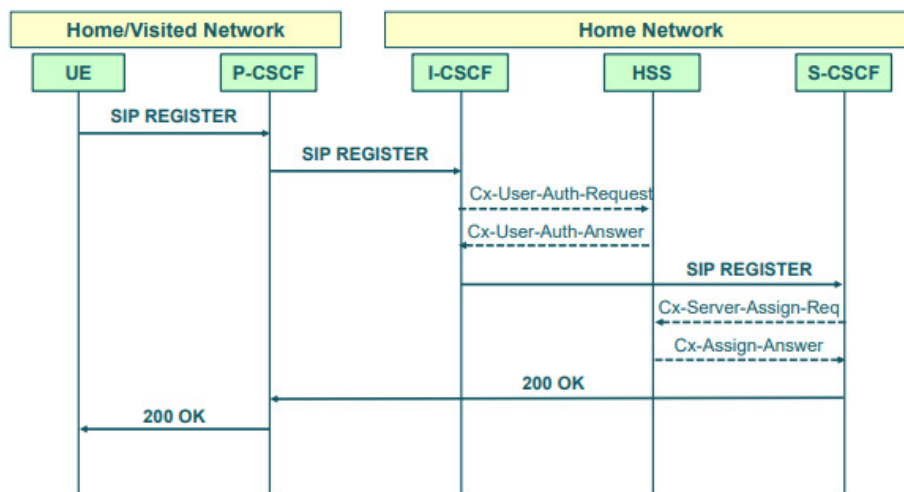 Home/Visited Network
Home Network
UE
P-CSCF
I-CSCF
HSS
S-CSCF
SIP REGISTER
SIP REGISTER
Cx-User-Auth-Request
Cx-User-Auth-Answer
SIP REGISTER
Cx-Server-Assign-Req
Cx-Assign-Answer
200 OK
200 OK